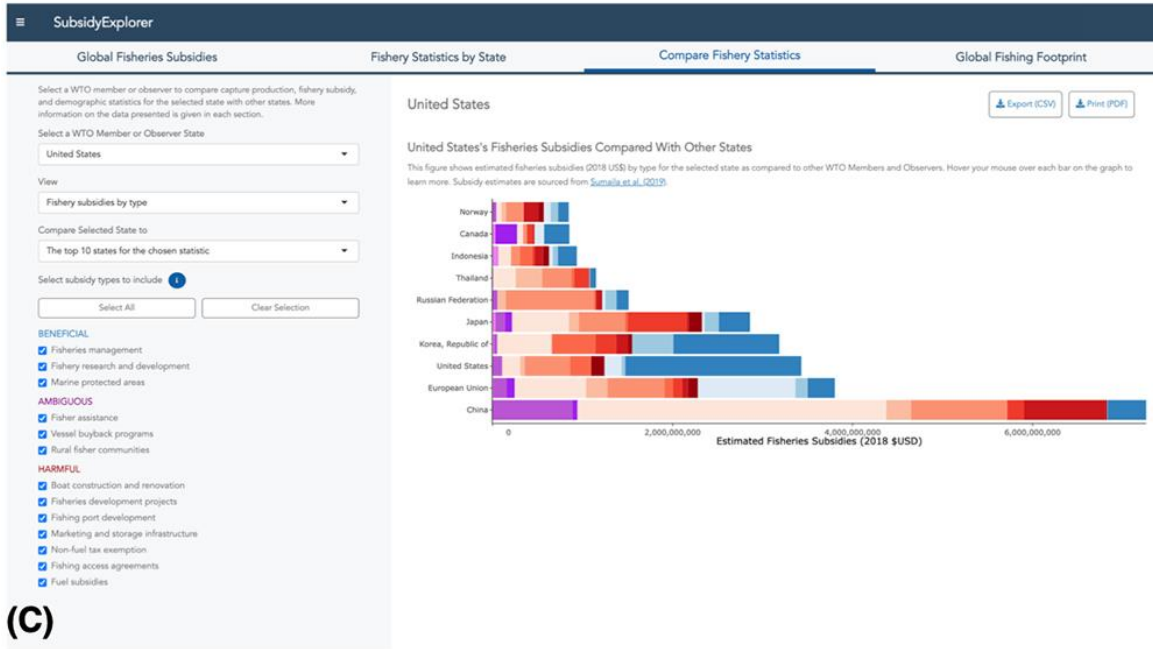 ≡ SubsidyExplorer
Global Fisheries Subsidies
Fishery Statistics by State
Compare Fishery Statistics
Global Fishing Footprint
Select a WTO member or observer to compare capture production, fishery subsidy,
and demographic statistics for the selected state with other states. More
information on the data presented is given in each section.
Select a WTO Member or Observer State
United States
View
Fishery subsidies by type
Compare Selected State to
The top 10 states for the chosen statistic
Select subsidy types to include i
Select All
Clear Selection
BENEFICIAL
Fisheries management
Fishery research and development
Marine protected areas
AMBIGUOUS
Fisher assistance
Vessel buyback programs
Rural fisher communities
HARMFUL
Boat construction and renovation
Fisheries development projects
Fishing port development
Marketing and storage infrastructure
Non-fuel tax exemption
Fishing access agreements
Fuel subsidies
(C)
United States
Export (CSV)
Print (PDF)
United States's Fisheries Subsidies Compared With Other States
This figure shows estimated fisheries subsidies (2018 US$) by type for the selected state as compared to other WTO Members and Observers. Hover your mouse over each bar on the graph to
learn more. Subsidy estimates are sourced from Sumaila et al. (2019).
Norway
Canada
Indonesia
Thailand
Russian Federation
Japan
Korea, Republic of
United States
European Union
China
0
2,000,000,000
4,000,000,000
6,000,000,000
Estimated Fisheries Subsidies (2018 $USD)